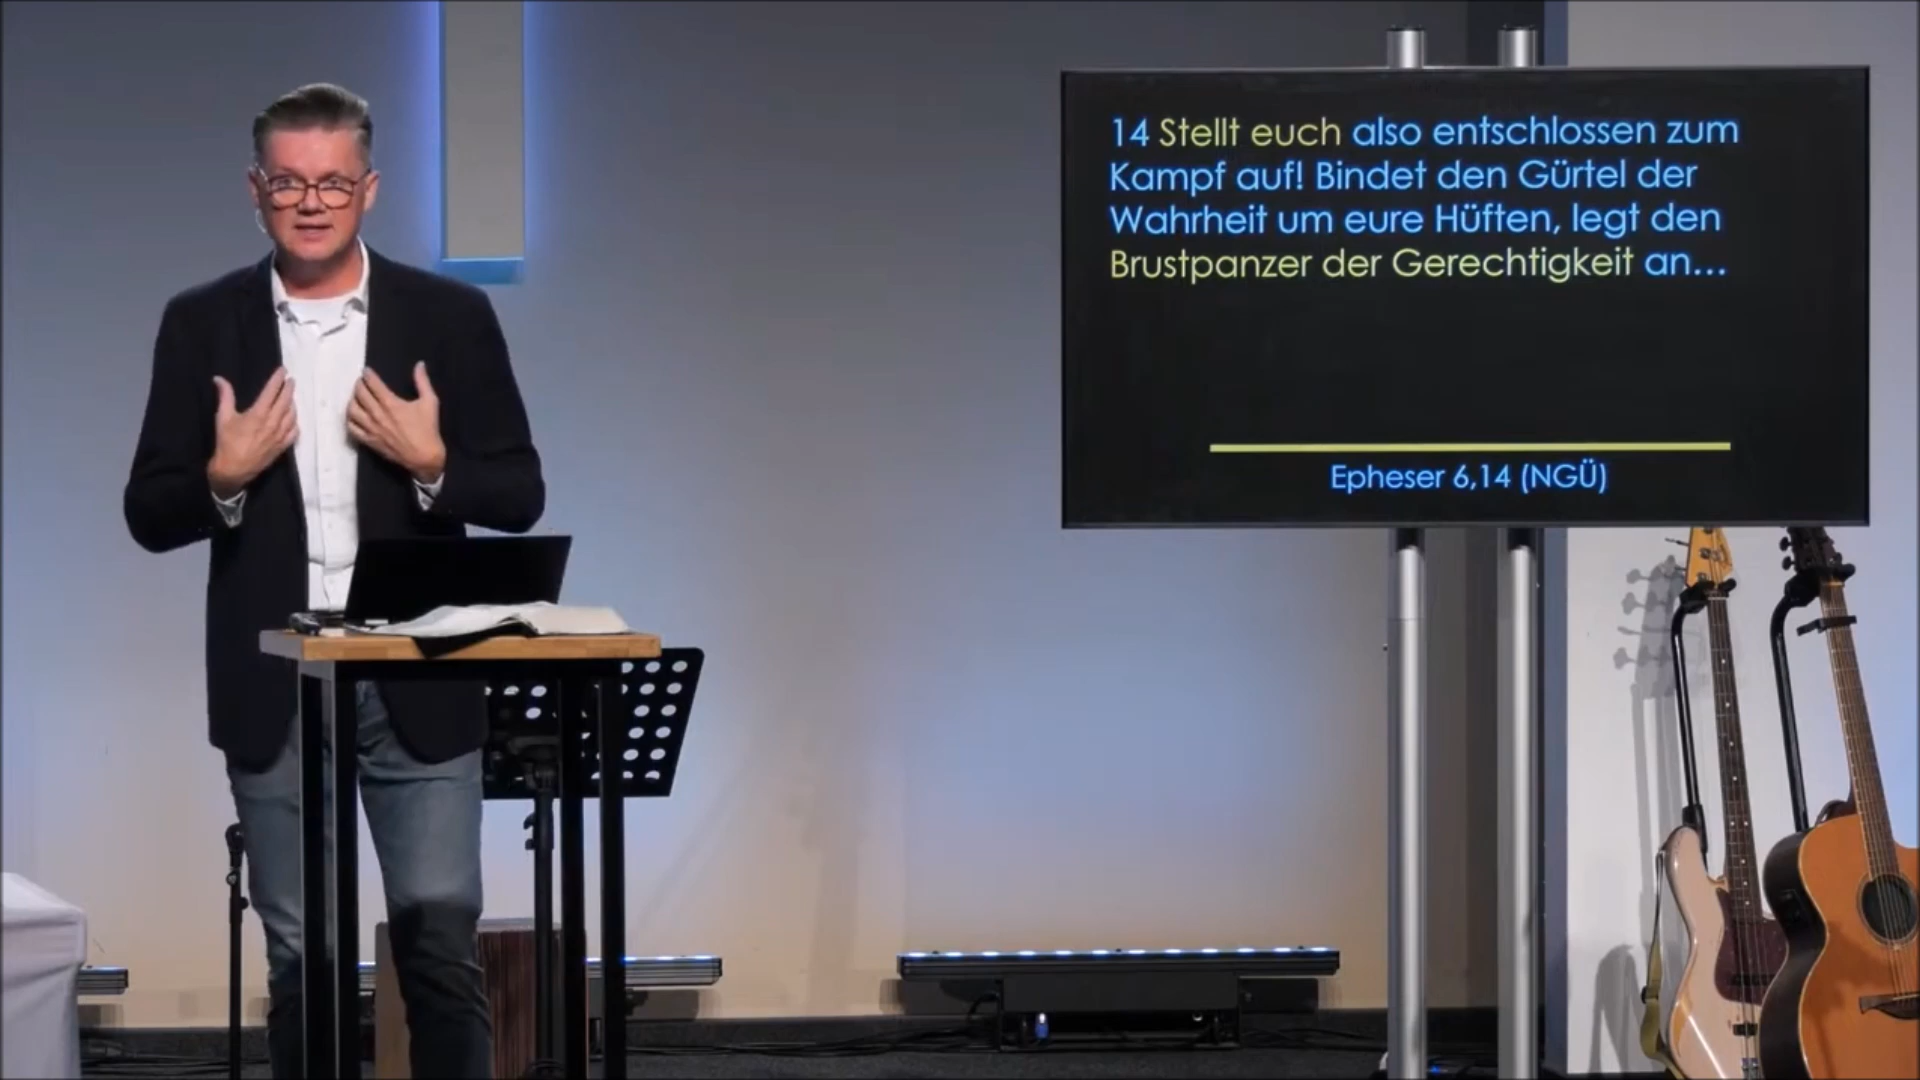 14 Stellt euch also entschlossen zum
Kampf auf! Bindet den Gürtel der
Wahrheit um eure Hüften, legt den
Brustpanzer der Gerechtigkeit an...
Epheser 6,14 (NGÜ)